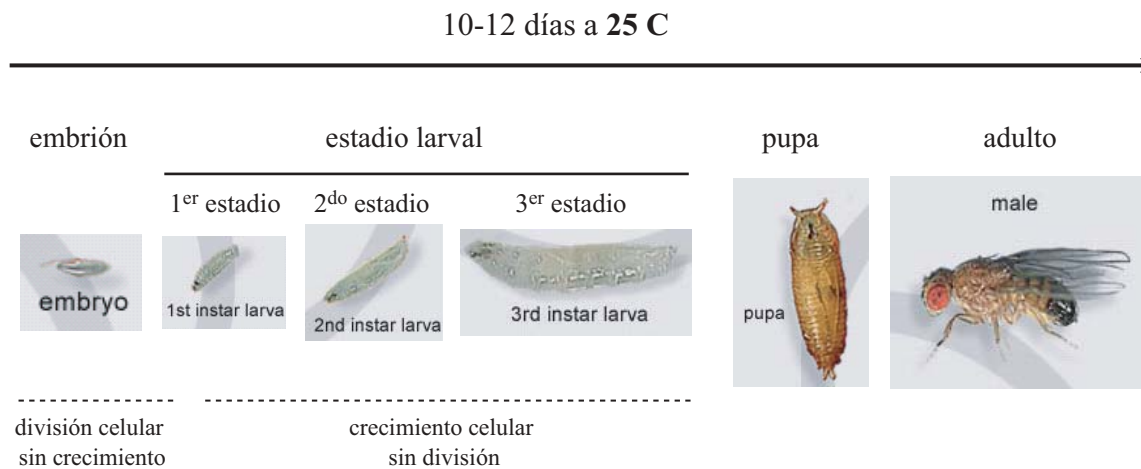 10-12 días a 25 C
embrión
estadio larval
pupa
adulto
1er estadio
2do estadio
3er estadio
embryo
1st instar larva
2nd instar larva
3rd instar larva
pupa
male
división celular
sin crecimiento
crecimiento celular
sin división